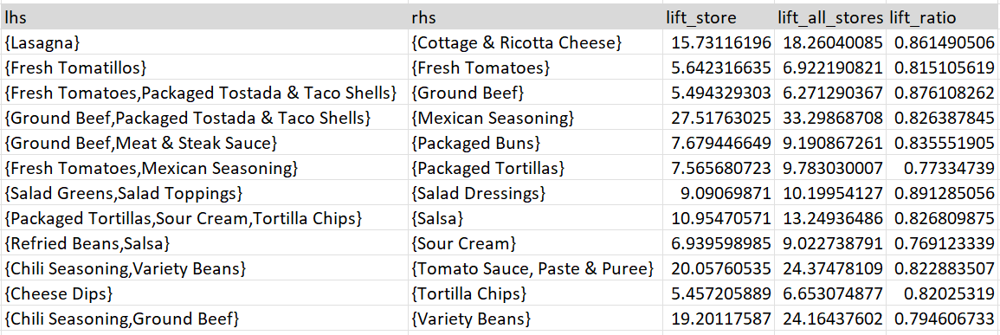 lhs rhs lift_store lift_all_stores lift_ratio
{Lasagna} {Cottage & Ricotta Cheese} 15.73116196 18.26040085 0.861490506
{Fresh Tomatillos} {Fresh Tomatoes} 5.642316635 6.922190821 0.815105619
{Fresh Tomatoes,Packaged Tostada & Taco Shells} {Ground Beef} 5.494329303 6.271290367 0.876108262
{Ground Beef,Packaged Tostada & Taco Shells} {Mexican Seasoning} 27.51763025 33.29868708 0.826387845
{Ground Beef,Meat & Steak Sauce} {Packaged Buns} 7.679446649 9.190867261 0.835551905
{Fresh Tomatoes,Mexican Seasoning} {Packaged Tortillas} 7.565680723 9.783030007 0.77334739
{Salad Greens,Salad Toppings} {Salad Dressings} 9.09069871 10.19954127 0.891285056
{Packaged Tortillas,Sour Cream,Tortilla Chips} {Salsa} 10.95470571 13.24936486 0.826809875
{Refried Beans,Salsa} {Sour Cream} 6.939598985 9.022738791 0.769123339
{Chili Seasoning,Variety Beans} {Tomato Sauce, Paste & Puree} 20.05760535 24.37478109 0.822883507
{Cheese Dips} {Tortilla Chips} 5.457205889 6.653074877 0.82025319
{Chili Seasoning,Ground Beef} {Variety Beans} 19.20117587 24.16437602 0.794606733